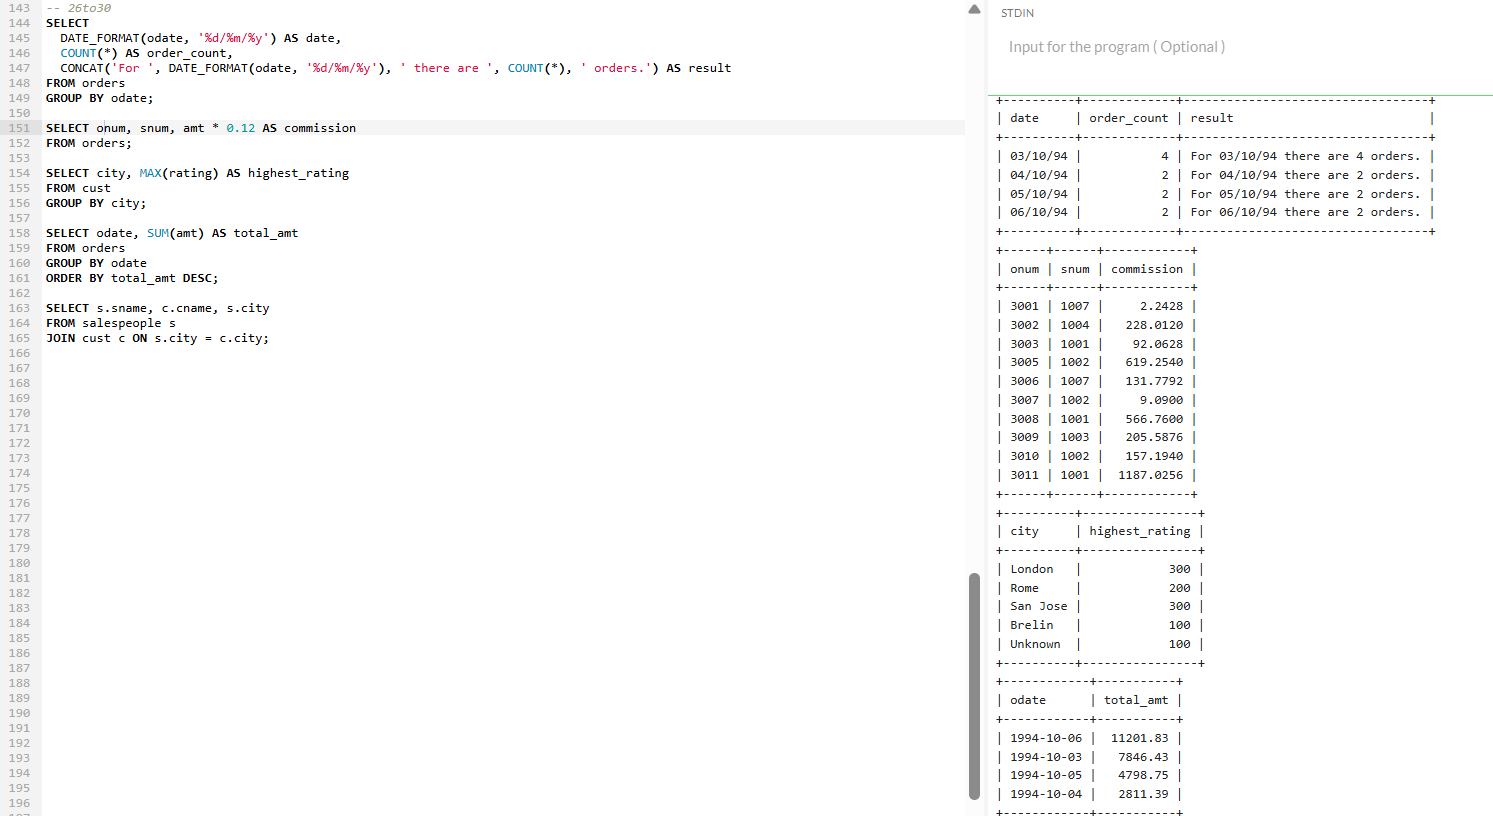 143 -- 26to30
144 SELECT
145   DATE_FORMAT(odate, '%d/%m/%y') AS date,
146   COUNT(*) AS order_count,
147   CONCAT('For ', DATE_FORMAT(odate, '%d/%m/%y'), ' there are ', COUNT(*), ' orders.') AS result
148 FROM orders
149 GROUP BY odate;
150
151 SELECT onum, snum, amt * 0.12 AS commission
152 FROM orders;
153
154 SELECT city, MAX(rating) AS highest_rating
155 FROM cust
156 GROUP BY city;
157
158 SELECT odate, SUM(amt) AS total_amt
159 FROM orders
160 GROUP BY odate
161 ORDER BY total_amt DESC;
162
163 SELECT s.sname, c.cname, s.city
164 FROM salespeople s
165 JOIN cust c ON s.city = c.city;
166
167
168
169
170
171
172
173
174
175
176
177
178
179
180
181
182
183
184
185
186
187
188
189
190
191
192
193
194
195
196
STDIN
Input for the program ( Optional )
+----------+-------------+----------------------------------+
| date     | order_count | result                           |
+----------+-------------+----------------------------------+
| 03/10/94 |           4 | For 03/10/94 there are 4 orders. |
| 04/10/94 |           2 | For 04/10/94 there are 2 orders. |
| 05/10/94 |           2 | For 05/10/94 there are 2 orders. |
| 06/10/94 |           2 | For 06/10/94 there are 2 orders. |
+----------+-------------+----------------------------------+
+------+------+------------+
| onum | snum | commission |
+------+------+------------+
| 3001 | 1007 |     2.2428 |
| 3002 | 1004 |   228.0120 |
| 3003 | 1001 |    92.0628 |
| 3005 | 1002 |   619.2540 |
| 3006 | 1007 |   131.7792 |
| 3007 | 1002 |     9.0900 |
| 3008 | 1001 |   566.7600 |
| 3009 | 1003 |   205.5876 |
| 3010 | 1002 |   157.1940 |
| 3011 | 1001 |  1187.0256 |
+------+------+------------+
+----------+----------------+
| city     | highest_rating |
+----------+----------------+
| London   |            300 |
| Rome     |            200 |
| San Jose |            300 |
| Brelin   |            100 |
| Unknown  |            100 |
+----------+----------------+
+------------+-----------+
| odate      | total_amt |
+------------+-----------+
| 1994-10-06 |  11201.83 |
| 1994-10-03 |   7846.43 |
| 1994-10-05 |   4798.75 |
| 1994-10-04 |   2811.39 |
+------------+-----------+